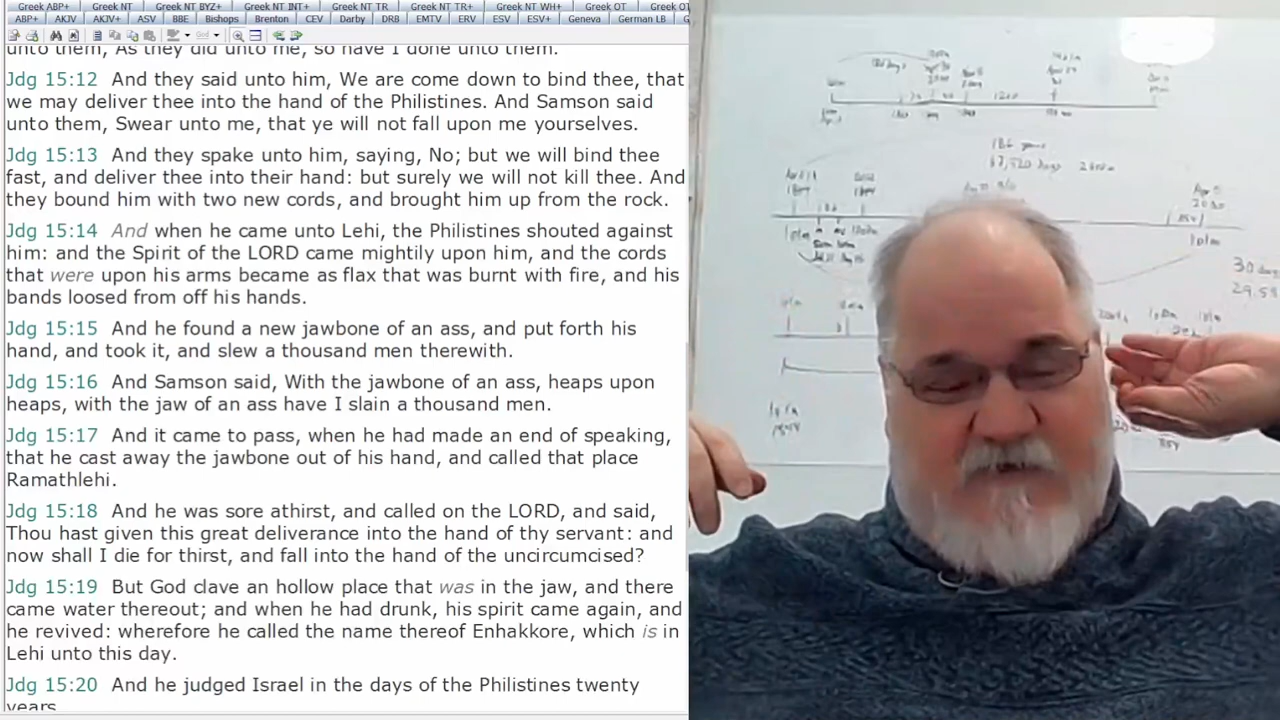 Greek ABP+ Greek NT Greek NT BYZ+ Greek NT INT+ Greek NT TR Greek NT TR+ Greek NT WH+ Greek OT Greek OT
ABP+ AKJV AKJV+ ASV BBE Bishops Brenton CEV Darby DRB EMTV ERV ESV ESV+ Geneva German LB
unto them, As they did unto me, so have I done unto them.
Jdg 15:12 And they said unto him, We are come down to bind thee, that
we may deliver thee into the hand of the Philistines. And Samson said
unto them, Swear unto me, that ye will not fall upon me yourselves.
Jdg 15:13 And they spake unto him, saying, No; but we will bind thee
fast, and deliver thee into their hand: but surely we will not kill thee. And
they bound him with two new cords, and brought him up from the rock.
Jdg 15:14 And when he came unto Lehi, the Philistines shouted against
him: and the Spirit of the LORD came mightily upon him, and the cords
that were upon his arms became as flax that was burnt with fire, and his
bands loosed from off his hands.
Jdg 15:15 And he found a new jawbone of an ass, and put forth his
hand, and took it, and slew a thousand men therewith.
Jdg 15:16 And Samson said, With the jawbone of an ass, heaps upon
heaps, with the jaw of an ass have I slain a thousand men.
Jdg 15:17 And it came to pass, when he had made an end of speaking,
that he cast away the jawbone out of his hand, and called that place
Ramathlehi.
Jdg 15:18 And he was sore athirst, and called on the LORD, and said,
Thou hast given this great deliverance into the hand of thy servant: and
now shall I die for thirst, and fall into the hand of the uncircumcised?
Jdg 15:19 But God clave an hollow place that was in the jaw, and there
came water thereout; and when he had drunk, his spirit came again, and
he revived: wherefore he called the name thereof Enhakkore, which is in
Lehi unto this day.
Jdg 15:20 And he judged Israel in the days of the Philistines twenty
years
186 years
67,920 days
2030
30 days
29.53